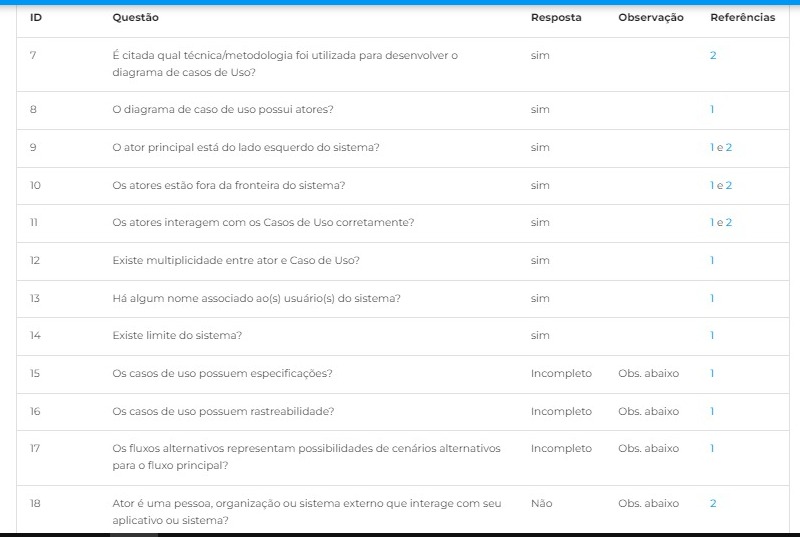 ID Questão Resposta Observação Referências
7 É citada qual técnica/metodologia foi utilizada para desenvolver o sim 2
diagrama de casos de Uso?
8 O diagrama de caso de uso possui atores? sim 1
9 O ator principal está do lado esquerdo do sistema? sim 1 e 2
10 Os atores estão fora da fronteira do sistema? sim 1 e 2
11 Os atores interagem com os Casos de Uso corretamente? sim 1 e 2
12 Existe multiplicidade entre ator e Caso de Uso? sim 1
13 Há algum nome associado ao(s) usuário(s) do sistema? sim 1
14 Existe limite do sistema? sim 1
15 Os casos de uso possuem especificações? Incompleto Obs. abaixo 1
16 Os casos de uso possuem rastreabilidade? Incompleto Obs. abaixo 1
17 Os fluxos alternativos representam possibilidades de cenários alternativos Incompleto Obs. abaixo 1
para o fluxo principal?
18 Ator é uma pessoa, organização ou sistema externo que interage com seu Não Obs. abaixo 2
aplicativo ou sistema?